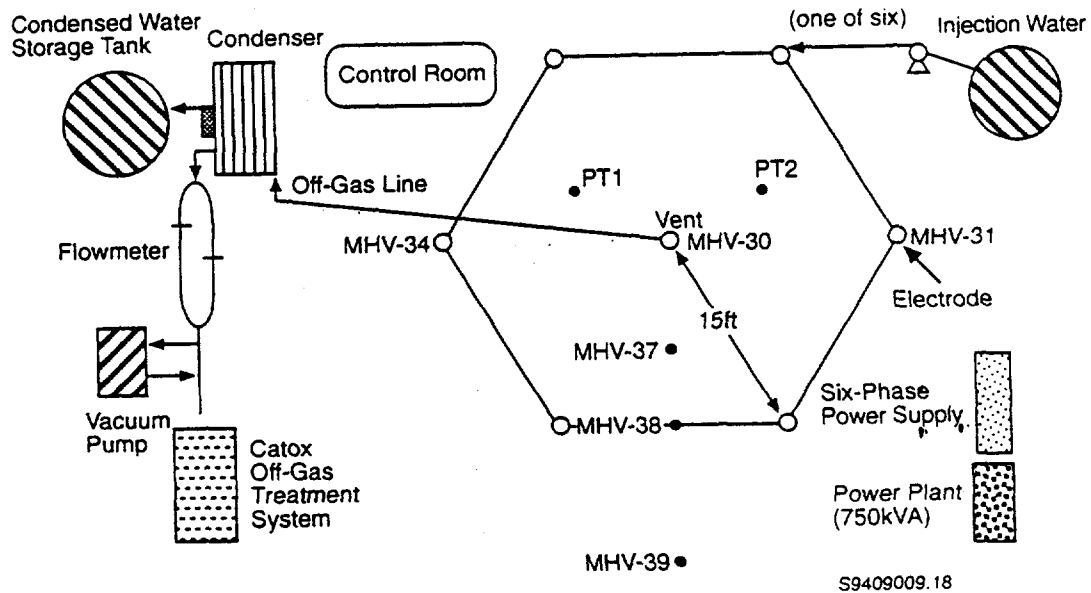 Condensed Water
Storage Tank
Condenser
Control Room
(one of six)
Injection Water
Off-Gas Line
PT1
PT2
Vent
MHV-34
MHV-30
MHV-31
Flowmeter
Electrode
15ft
MHV-37
Six-Phase
Power Supply
MHV-38
Vacuum
Pump
Catox
Off-Gas
Treatment
System
Power Plant
(750kVA)
MHV-39
S9409009.18